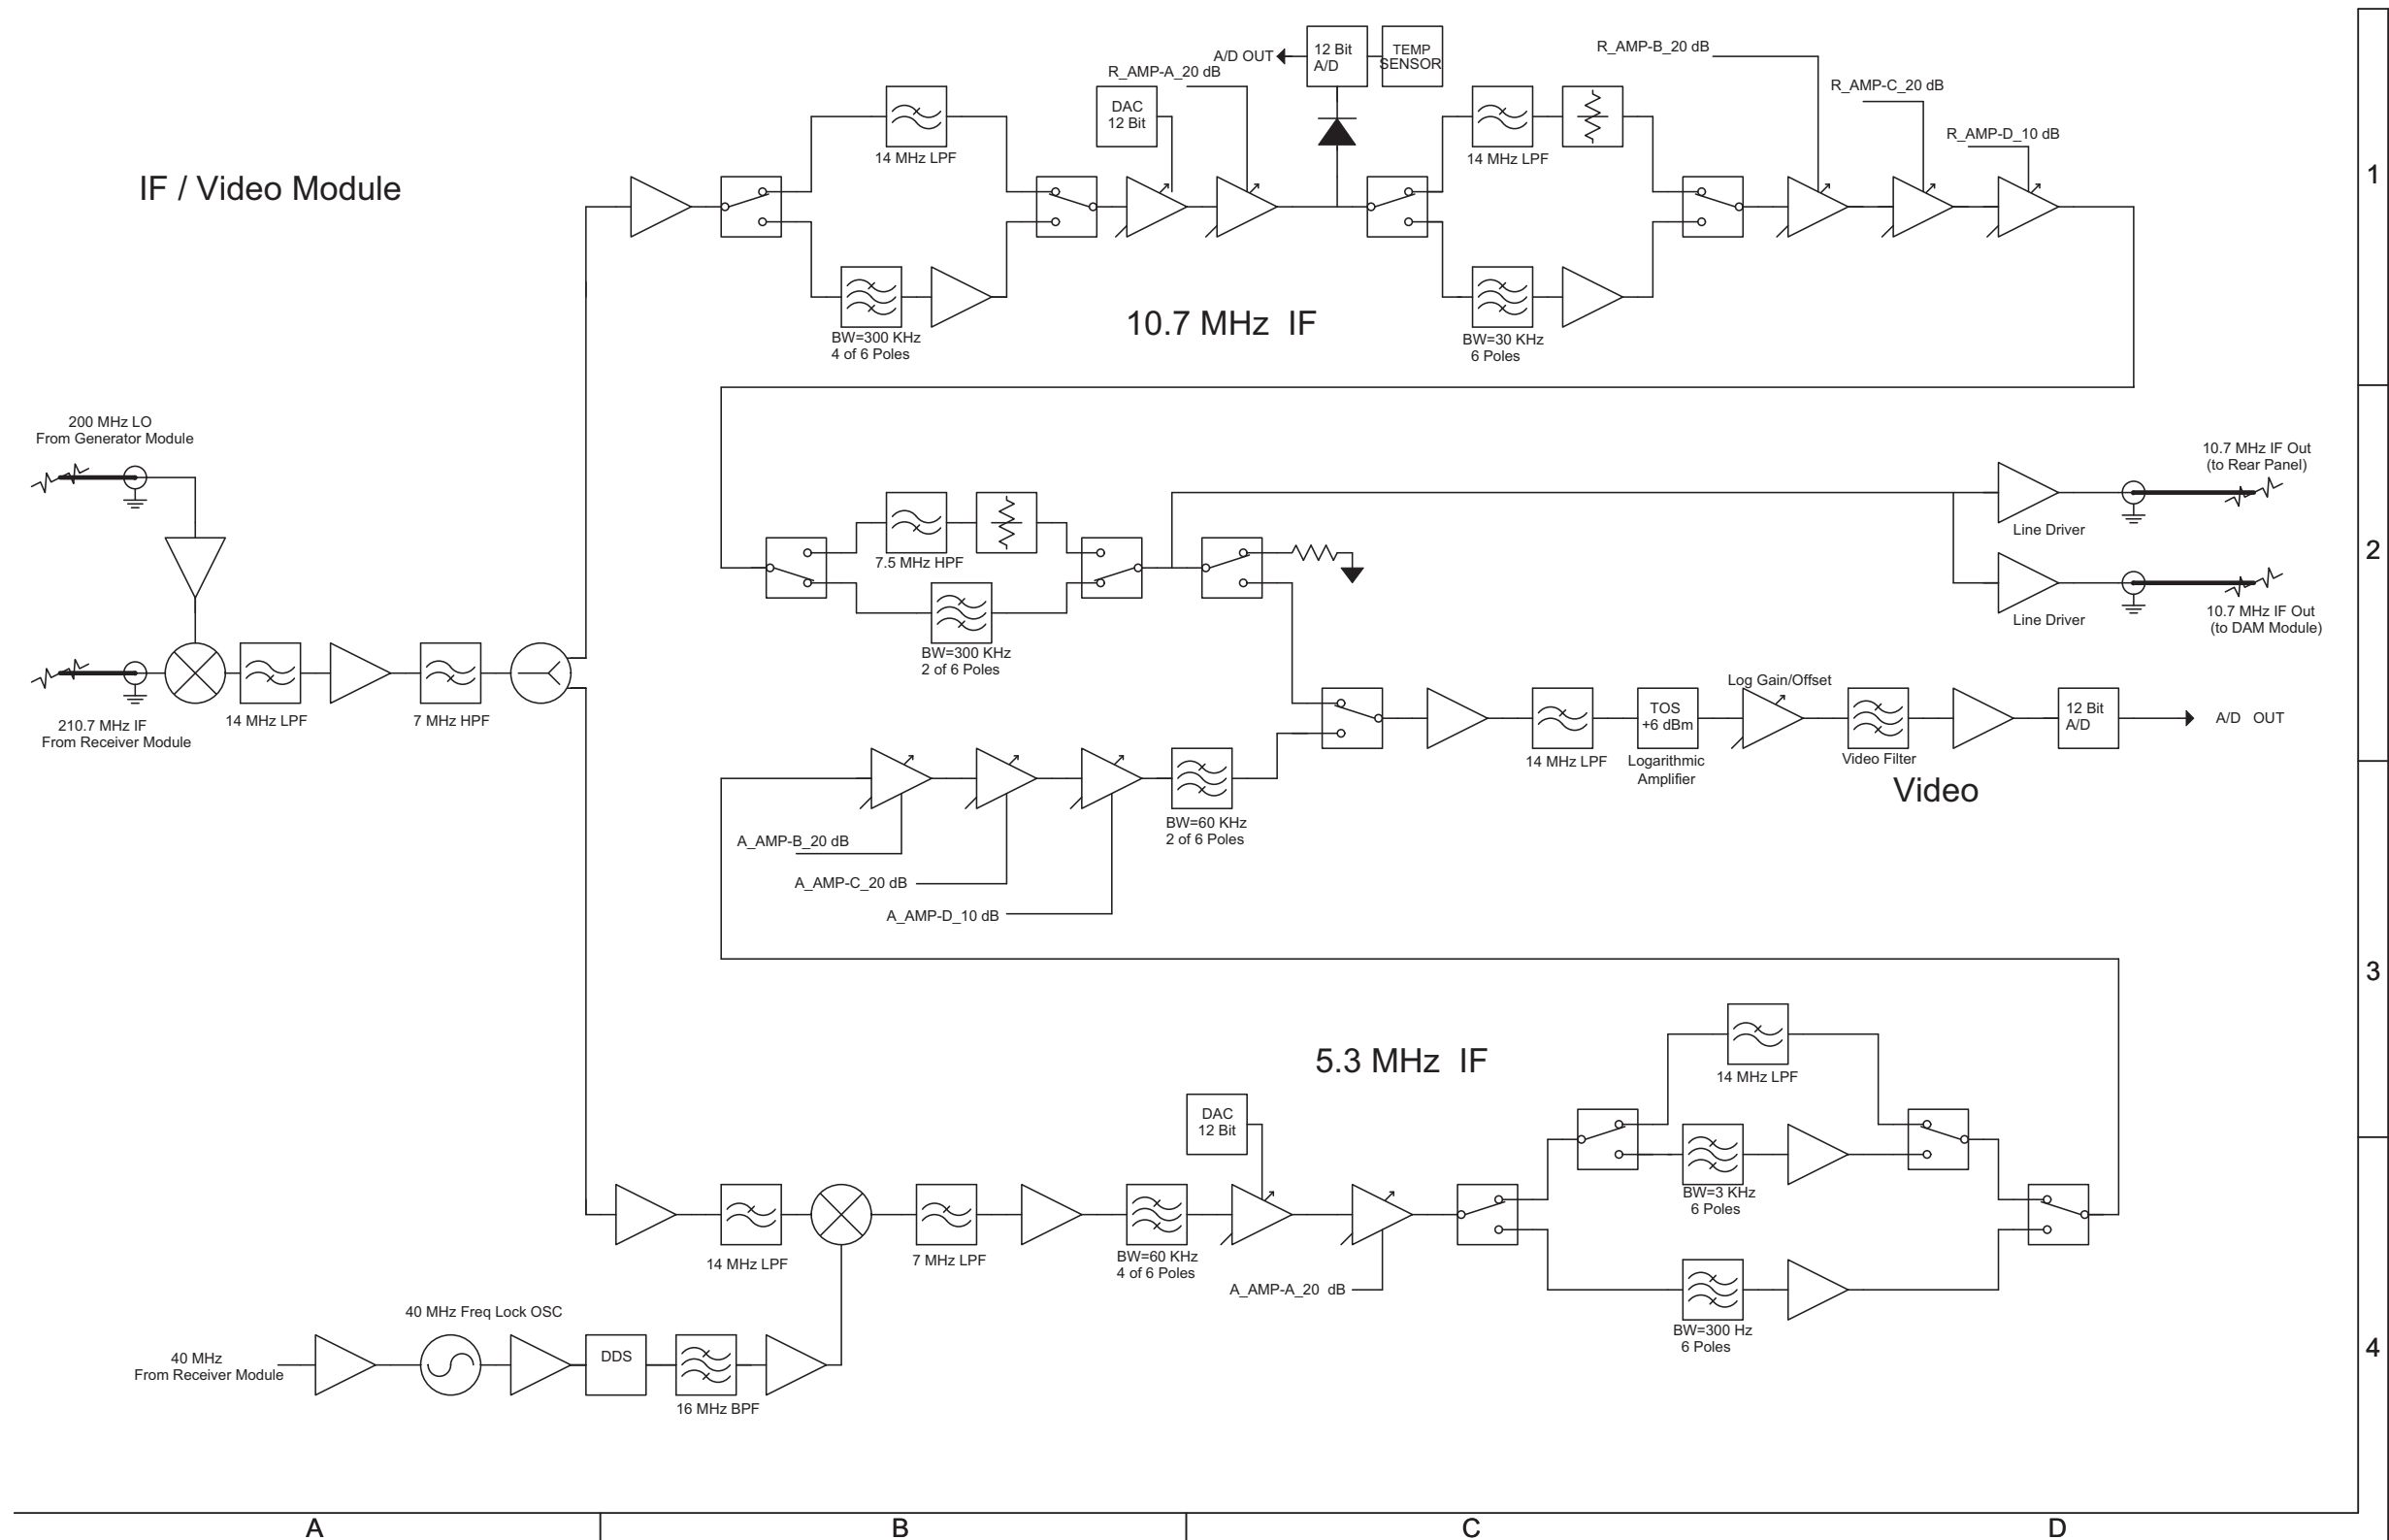 IF / Video Module
R_AMP-A_20 dB
A/D OUT
12 Bit
A/D
TEMP
SENSOR
R_AMP-B_20 dB
R_AMP-C_20 dB
R_AMP-D_10 dB
DAC
12 Bit
14 MHz LPF
14 MHz LPF
BW=300 KHz
4 of 6 Poles
10.7 MHz IF
BW=30 KHz
6 Poles
1
200 MHz LO
From Generator Module
10.7 MHz IF Out
(to Rear Panel)
Line Driver
7.5 MHz HPF
BW=300 KHz
2 of 6 Poles
Line Driver
10.7 MHz IF Out
(to DAM Module)
2
210.7 MHz IF
From Receiver Module
14 MHz LPF
7 MHz HPF
14 MHz LPF
TOS
+6 dBm
Logarithmic
Amplifier
Log Gain/Offset
Video Filter
12 Bit
A/D
A/D OUT
Video
BW=60 KHz
2 of 6 Poles
A_AMP-B_20 dB
A_AMP-C_20 dB
A_AMP-D_10 dB
3
5.3 MHz IF
14 MHz LPF
DAC
12 Bit
BW=3 KHz
6 Poles
14 MHz LPF
7 MHz LPF
BW=60 KHz
4 of 6 Poles
A_AMP-A_20 dB
BW=300 Hz
6 Poles
40 MHz Freq Lock OSC
40 MHz
From Receiver Module
DDS
16 MHz BPF
4
A
B
C
D